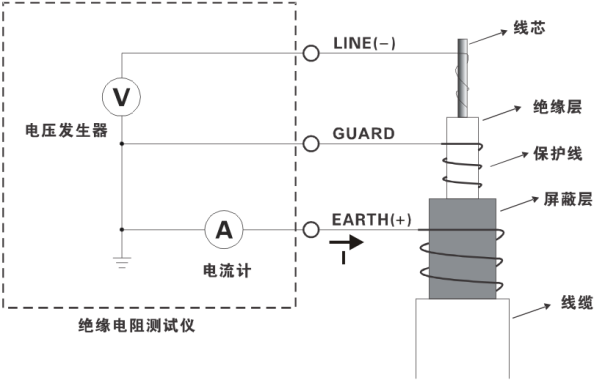 线芯
LINE(−)
V
绝缘层
电压发生器
GUARD
保护线
屏蔽层
EARTH(+)
A
I
电流计
线缆
绝缘电阻测试仪